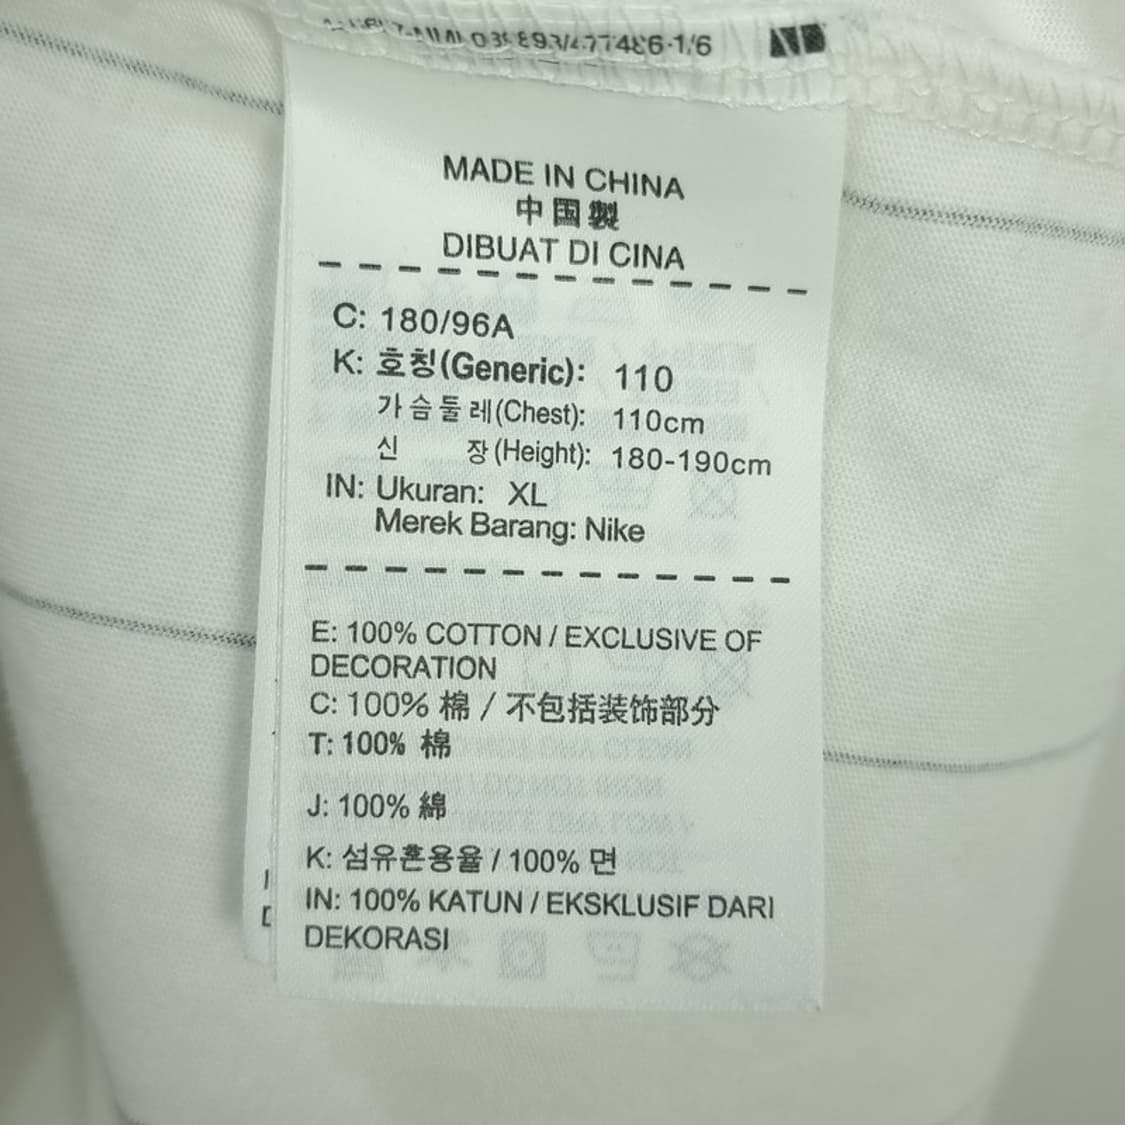 MADE IN CHINA
中国製
DIBUAT DI CINA
C: 180/96A
K: 호칭(Generic): 110
가슴둘레(Chest): 110cm
신 장(Height): 180-190cm
IN: Ukuran: XL
Merek Barang: Nike
E: 100% COTTON / EXCLUSIVE OF
DECORATION
C: 100% 棉 / 不包括装饰部分
T: 100% 棉
J: 100% 綿
K: 섬유혼용율 / 100% 면
IN: 100% KATUN / EKSKLUSIF DARI
DEKORASI